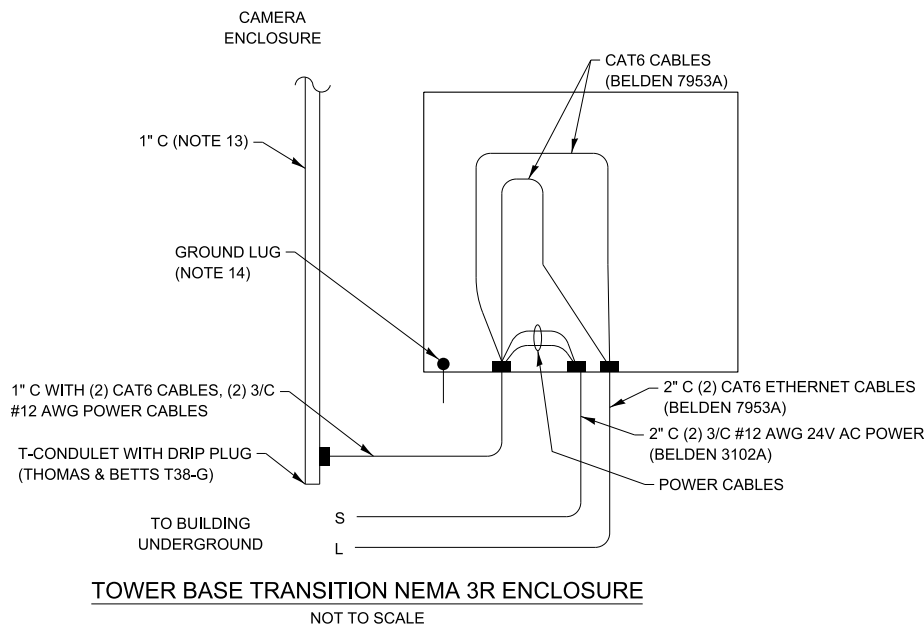 CAMERA
ENCLOSURE
CAT6 CABLES
(BELDEN 7953A)
1" C (NOTE 13)
GROUND LUG
(NOTE 14)
1" C WITH (2) CAT6 CABLES, (2) 3/C
#12 AWG POWER CABLES
2" C (2) CAT6 ETHERNET CABLES
(BELDEN 7953A)
2" C (2) 3/C #12 AWG 24V AC POWER
(BELDEN 3102A)
T-CONDULET WITH DRIP PLUG
(THOMAS & BETTS T38-G)
POWER CABLES
TO BUILDING
UNDERGROUND
S
L
TOWER BASE TRANSITION NEMA 3R ENCLOSURE
NOT TO SCALE